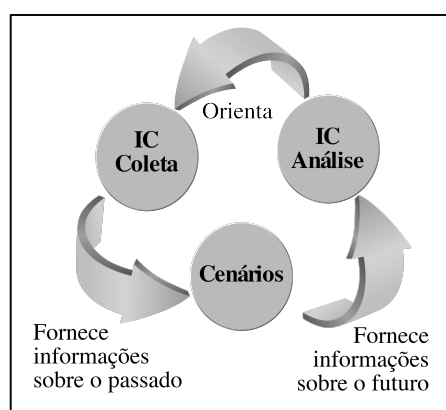 Orienta
IC
Coleta
IC
Análise
Cenários
Fornece
informações
sobre o passado
Fornece
informações
sobre o futuro